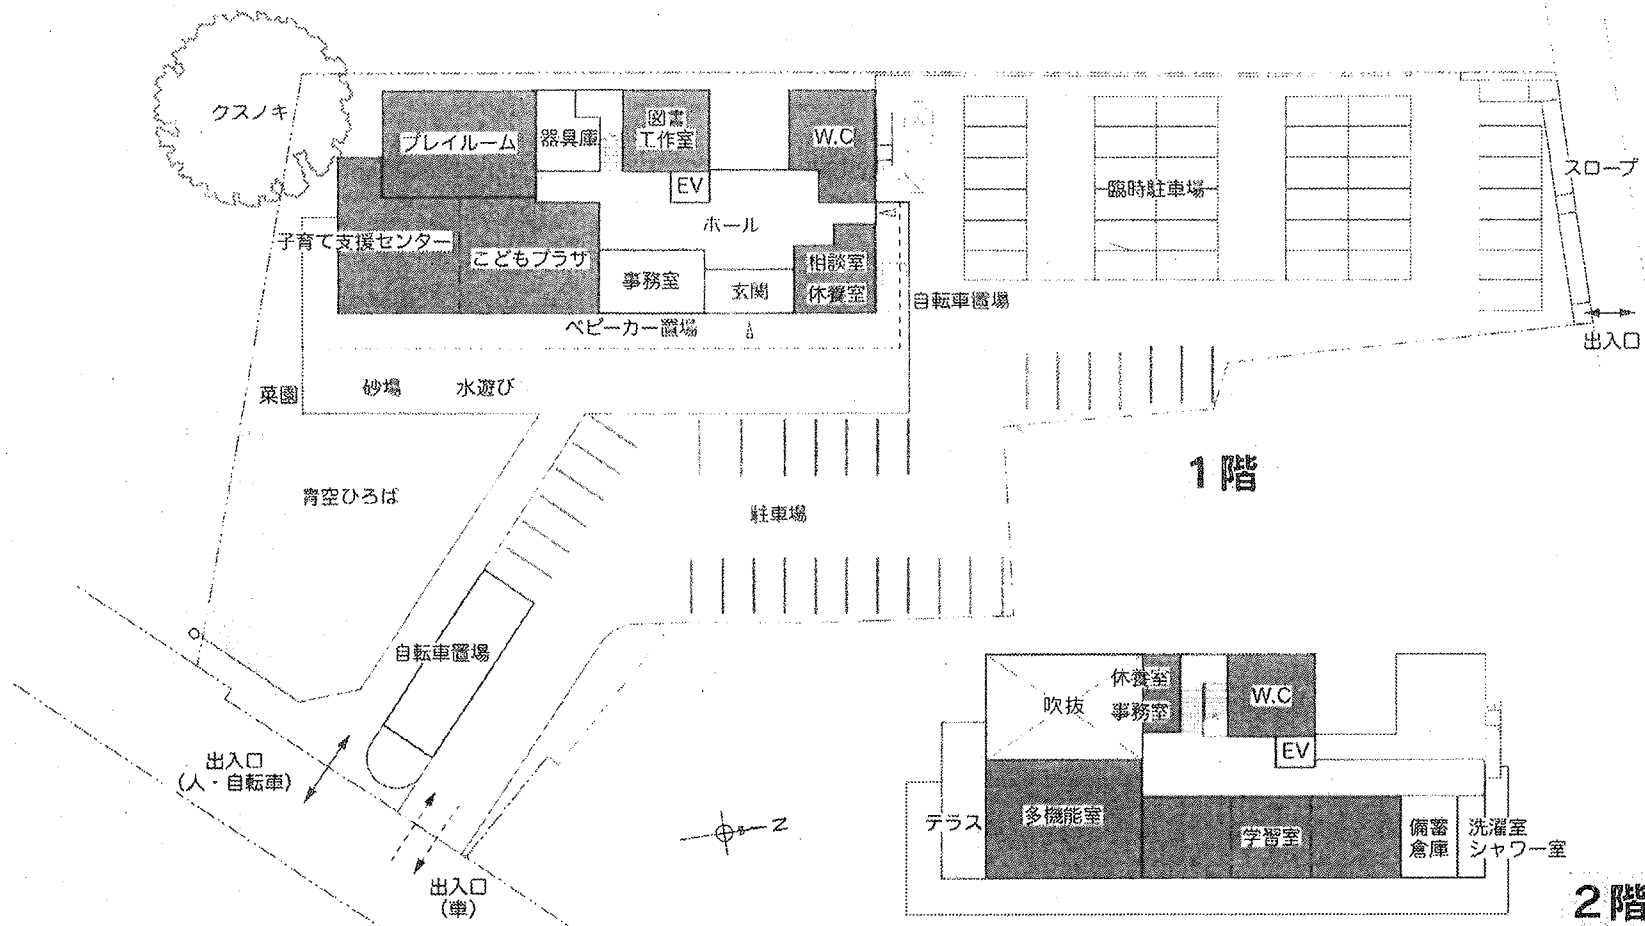 クスノキ
プレイルーム
器具庫
図書
工作室
W.C
EV
ホール
子育て支援センター
こどもプラザ
事務室
玄関
相談室
休養室
ベビーカー置場
自転車置場
臨時駐車場
スロープ
出入口
菜園
砂場
水遊び
1階
青空ひろば
駐車場
自転車置場
出入口
(人・自転車)
出入口
(車)
N
吹抜
休養室
事務室
W.C
EV
テラス
多機能室
学習室
備蓄
倉庫
洗濯室
シャワー室
2階